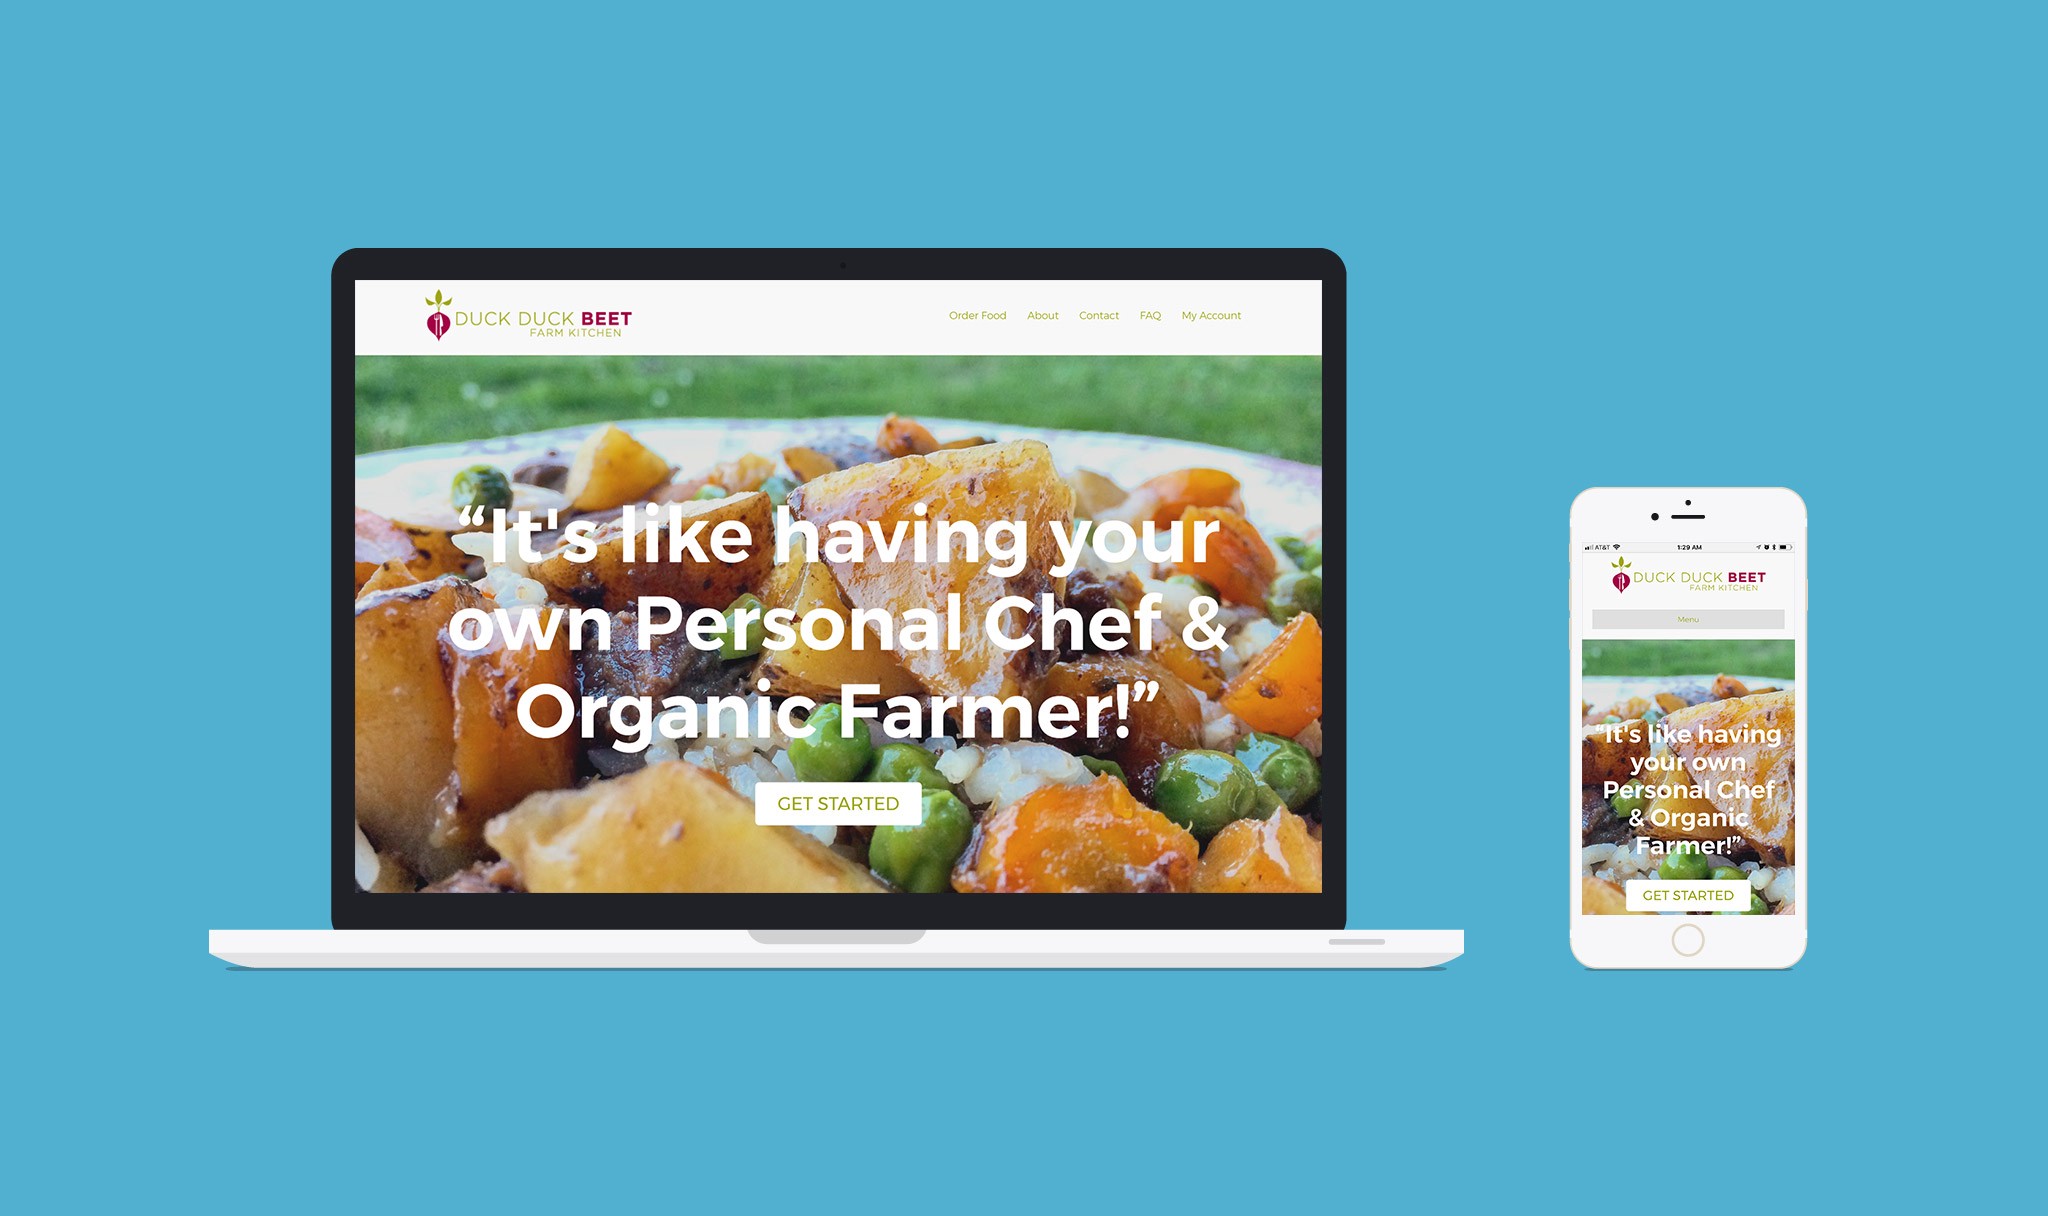 DUCK DUCK BEET
FARM KITCHEN
Order Food About Contact FAQ My Account
“It's like having your
own Personal Chef &
Organic Farmer!”
GET STARTED
AT&T 1:29 AM
DUCK DUCK BEET
FARM KITCHEN
Menu
“It's like having
your own
Personal Chef
& Organic
Farmer!”
GET STARTED